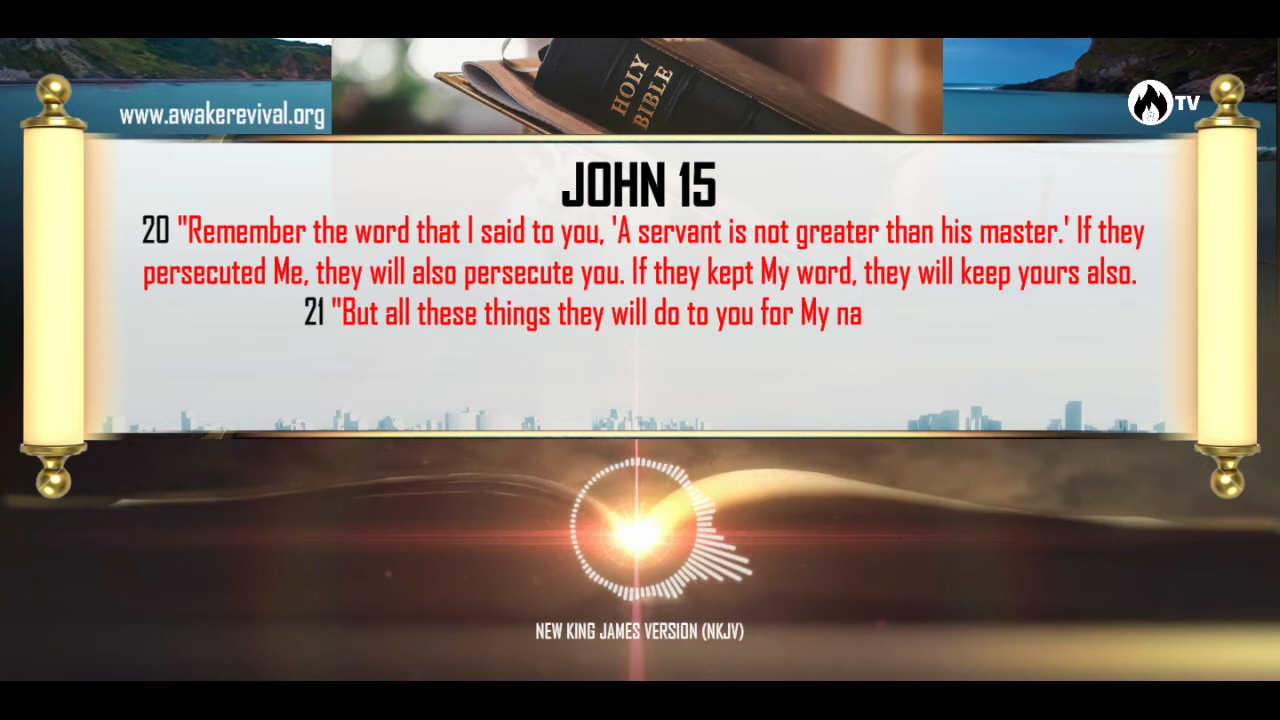 www.awakerevival.org
HOLY
BIBLE
TV
JOHN 15
20 "Remember the word that I said to you, 'A servant is not greater than his master.' If they
persecuted Me, they will also persecute you. If they kept My word, they will keep yours also.
21 "But all these things they will do to you for My na
NEW KING JAMES VERSION (NKJV)